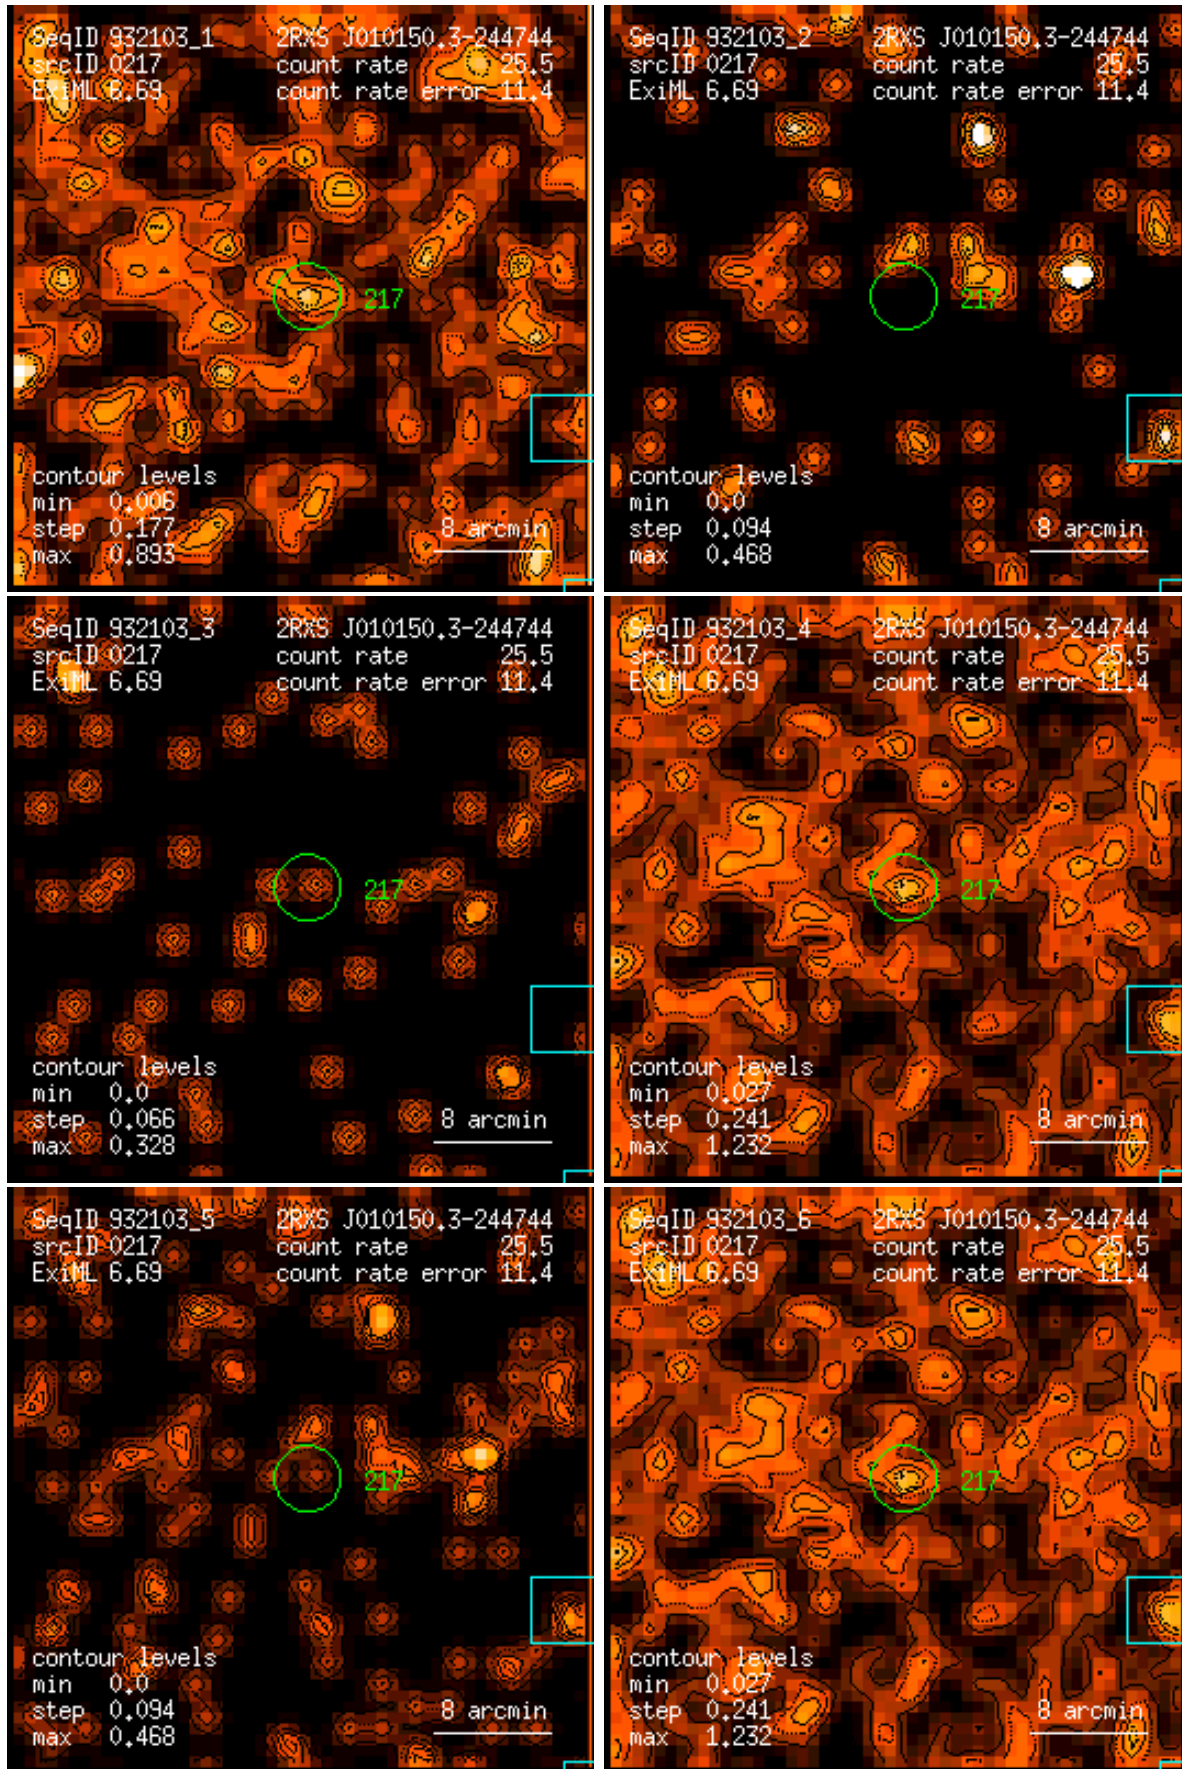 SeqID 932103_1 2RXS J010150.3-244744
srcID 0217 count rate 25.5
ExiML 6.69 count rate error 11.4
217
contour levels
min 0.006
step 0.177 8 arcmin
max 0.893
SeqID 932103_2 2RXS J010150.3-244744
srcID 0217 count rate 25.5
ExiML 6.69 count rate error 11.4
217
contour levels
min 0.0
step 0.094 8 arcmin
max 0.468
SeqID 932103_3 2RXS J010150.3-244744
srcID 0217 count rate 25.5
ExiML 6.69 count rate error 11.4
217
contour levels
min 0.0
step 0.066 8 arcmin
max 0.328
SeqID 932103_4 2RXS J010150.3-244744
srcID 0217 count rate 25.5
ExiML 6.69 count rate error 11.4
217
contour levels
min 0.027
step 0.241 8 arcmin
max 1.232
SeqID 932103_5 2RXS J010150.3-244744
srcID 0217 count rate 25.5
ExiML 6.69 count rate error 11.4
217
contour levels
min 0.0
step 0.094 8 arcmin
max 0.468
SeqID 932103_6 2RXS J010150.3-244744
srcID 0217 count rate 25.5
ExiML 6.69 count rate error 11.4
217
contour levels
min 0.027
step 0.241 8 arcmin
max 1.232